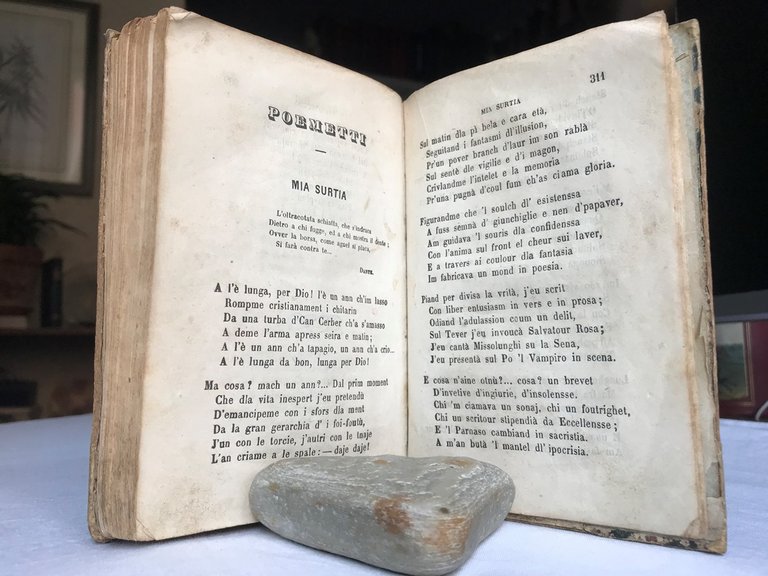 POEMETTI
MIA SURTIA
L'oltracotata schiatta, che s'indraca
Dietro a chi fugge, ed a chi mostra il dente;
Ovver la borsa, come agnel si placa,
Si farà contra te...
DANTE.
A l'è lunga, per Dio! l'è un ann ch'im lasso
Rompme cristianament i chitarin
Da una turba d'Can Cerber ch'a s'amasso
A deme l'arma apress seira e matin;
A l'è un ann ch'a tapagio, un ann ch'a crio...
A l'è lunga da bon, lunga per Dio!
Ma cosa? mach un ann?... Dal prim moment
Che dla vita inespert j'eu pretendù
D'emancipeme con i sfors dla ment
Da la gran gerarchia d' i foi-foutù,
J'un con le torcie, j'autri con le tnaje
L'an criame a le spale: — daje daje!
311
MIA SURTIA
Sul matin dla pì bela e cara età,
Seguitand i fantasmi dl'illusion,
Pr'un pover branch d'laur im son rablà
Sul sentè dle vigilie e d'i magon,
Crivlandme l'intelet e la memoria
Pr'una pugnà d'coul fum ch'as ciama gloria.
Figurandme che 'l soulch dl' esistenssa
A fuss semnà d' giunchiglie e nen d'papaver,
Am guidava 'l souris dla confidenssa
Con l'anima sul front el cheur sui laver,
E a travers ai coulour dla fantasia
Im fabricava un mond in poesia.
Piand per divisa la vrità, j'eu scrit
Con liber entusiasm in vers e in prosa;
Odiand l'adulassion coum un delit,
Sul Tever j'eu invoucà Salvatour Rosa;
J'eu cantà Missolunghi su la Sena,
J'eu presentà sul Po 'l Vampiro in scena.
E cosa n'aine otnù?... cosa? un brevet
D'invetive d'ingiurie, d'insolensse.
Chi 'm ciamava un sonaj, chi un foutrighet,
Chi un scritour stipendià da Eccellensse;
E 'l Parnaso cambiand in sacristia,
A m'an butà 'l mantel dl' ipocrisia.